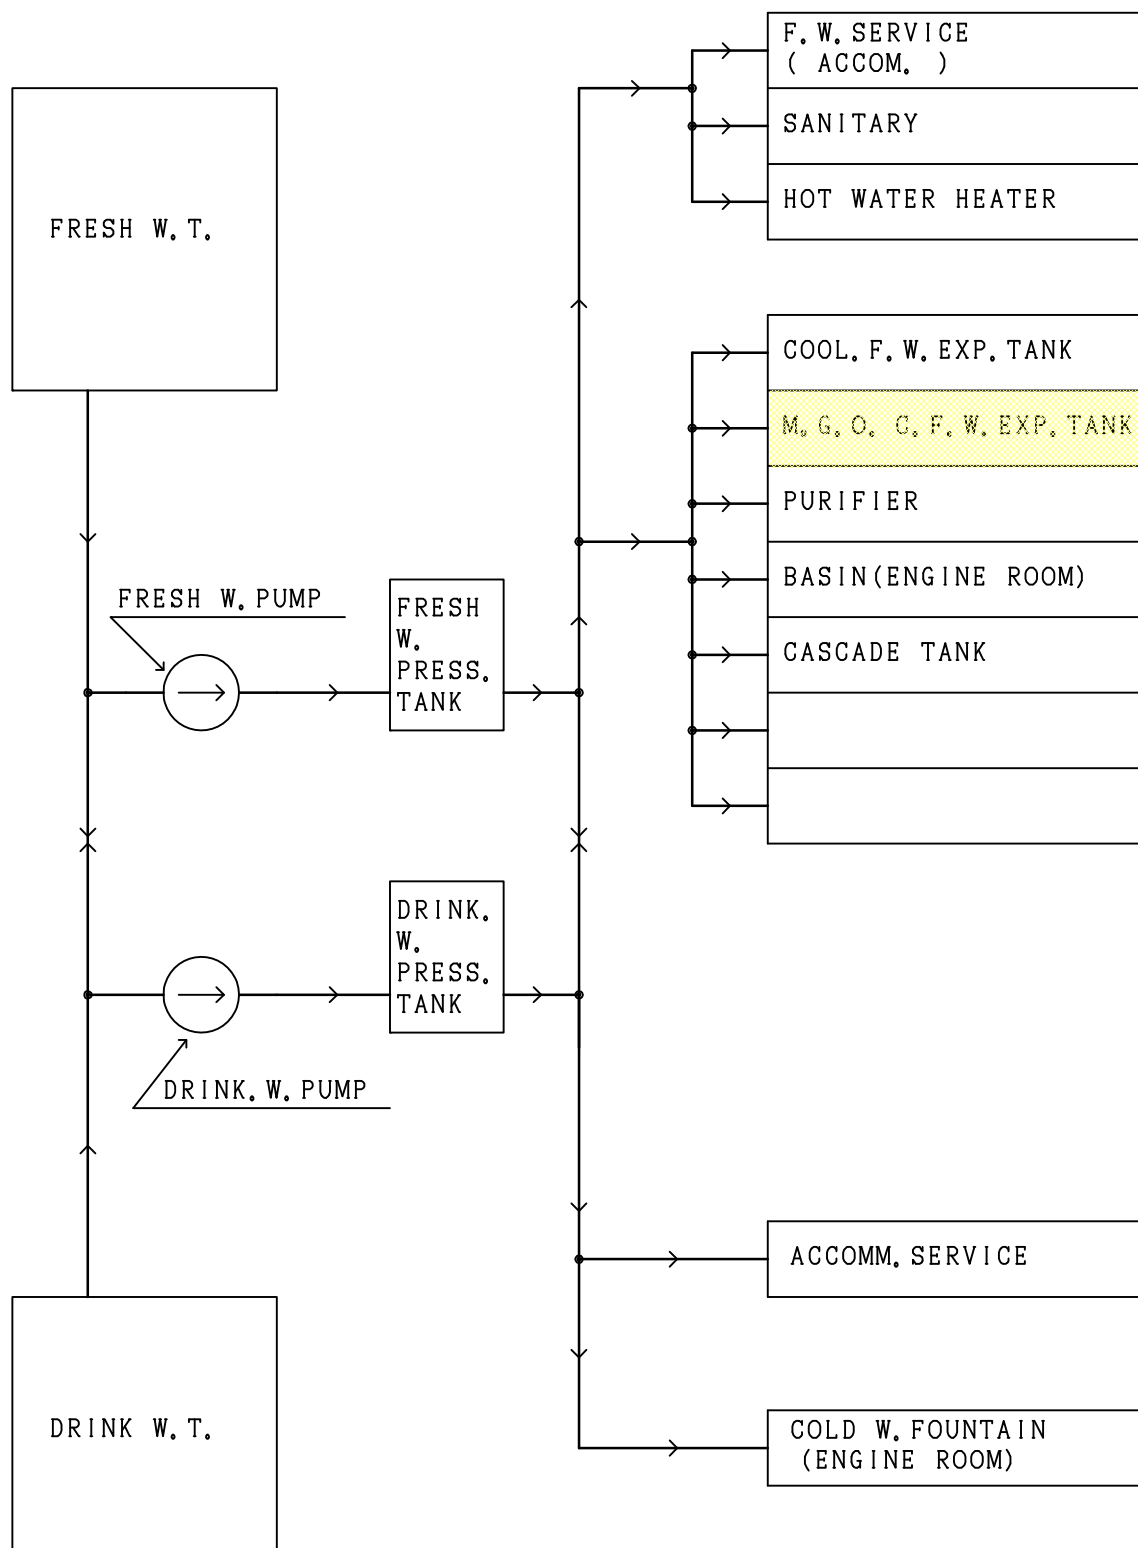 F.W.SERVICE
( ACCOM. )
SANITARY
HOT WATER HEATER
FRESH W.T.
COOL.F.W.EXP.TANK
M.G.O. C.F.W.EXP.TANK
PURIFIER
BASIN(ENGINE ROOM)
CASCADE TANK
FRESH W.PUMP
FRESH
W.
PRESS.
TANK
DRINK.
W.
PRESS.
TANK
DRINK.W.PUMP
ACCOMM.SERVICE
DRINK W.T.
COLD W.FOUNTAIN
(ENGINE ROOM)